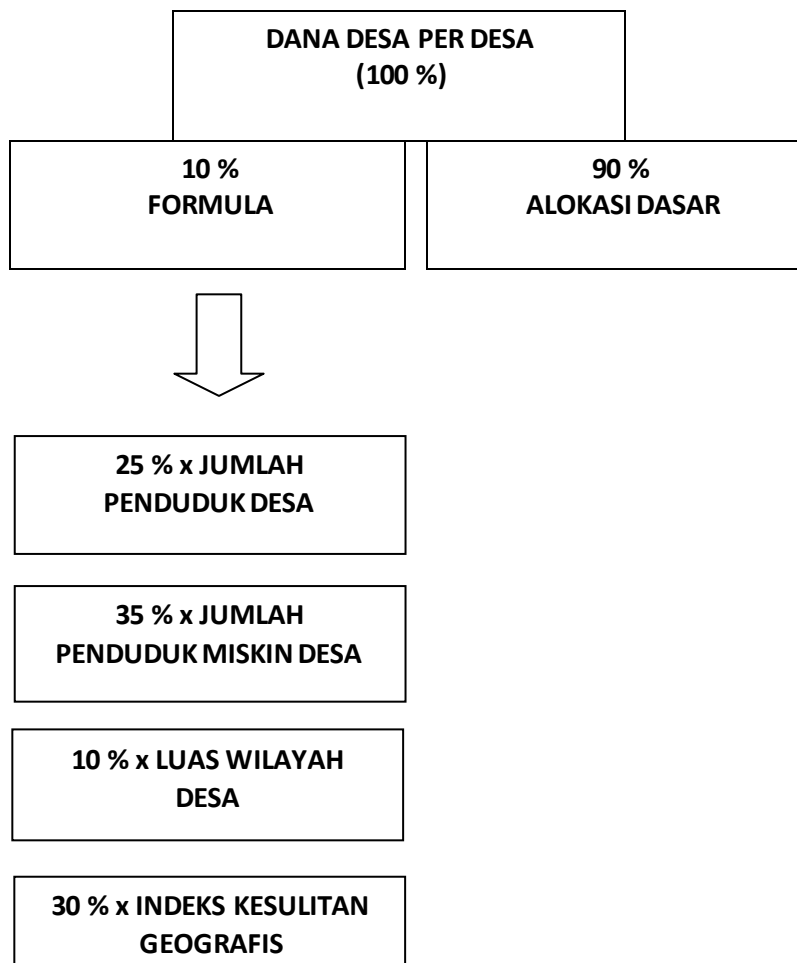 DANA DESA PER DESA
(100 %)
10 %
FORMULA
90 %
ALOKASI DASAR
25 % x JUMLAH
PENDUDUK DESA
35 % x JUMLAH
PENDUDUK MISKIN DESA
10 % x LUAS WILAYAH
DESA
30 % x INDEKS KESULITAN
GEOGRAFIS